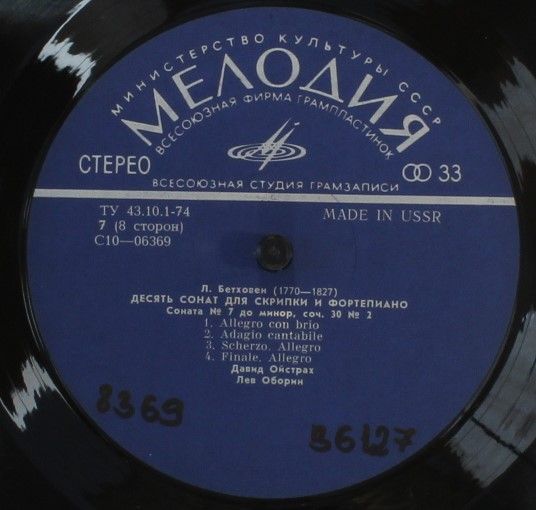 МИНИСТЕРСТВО КУЛЬТУРЫ СССР
МЕЛОДИЯ
ВСЕСОЮЗНАЯ ФИРМА ГРАМПЛАСТИНОК
СТЕРЕО
33
ВСЕСОЮЗНАЯ СТУДИЯ ГРАМЗАПИСИ
ТУ 43.10.1-74
MADE IN USSR
7 (8 сторон)
С10—06369
Л. Бетховен (1770—1827)
ДЕСЯТЬ СОНАТ ДЛЯ СКРИПКИ И ФОРТЕПИАНО
Соната № 7 до минор, соч. 30 № 2
1. Allegro con brio
2. Adagio cantabile
3. Scherzo. Allegro
4. Finale. Allegro
Давид Ойстрах
Лев Оборин
8369
36127